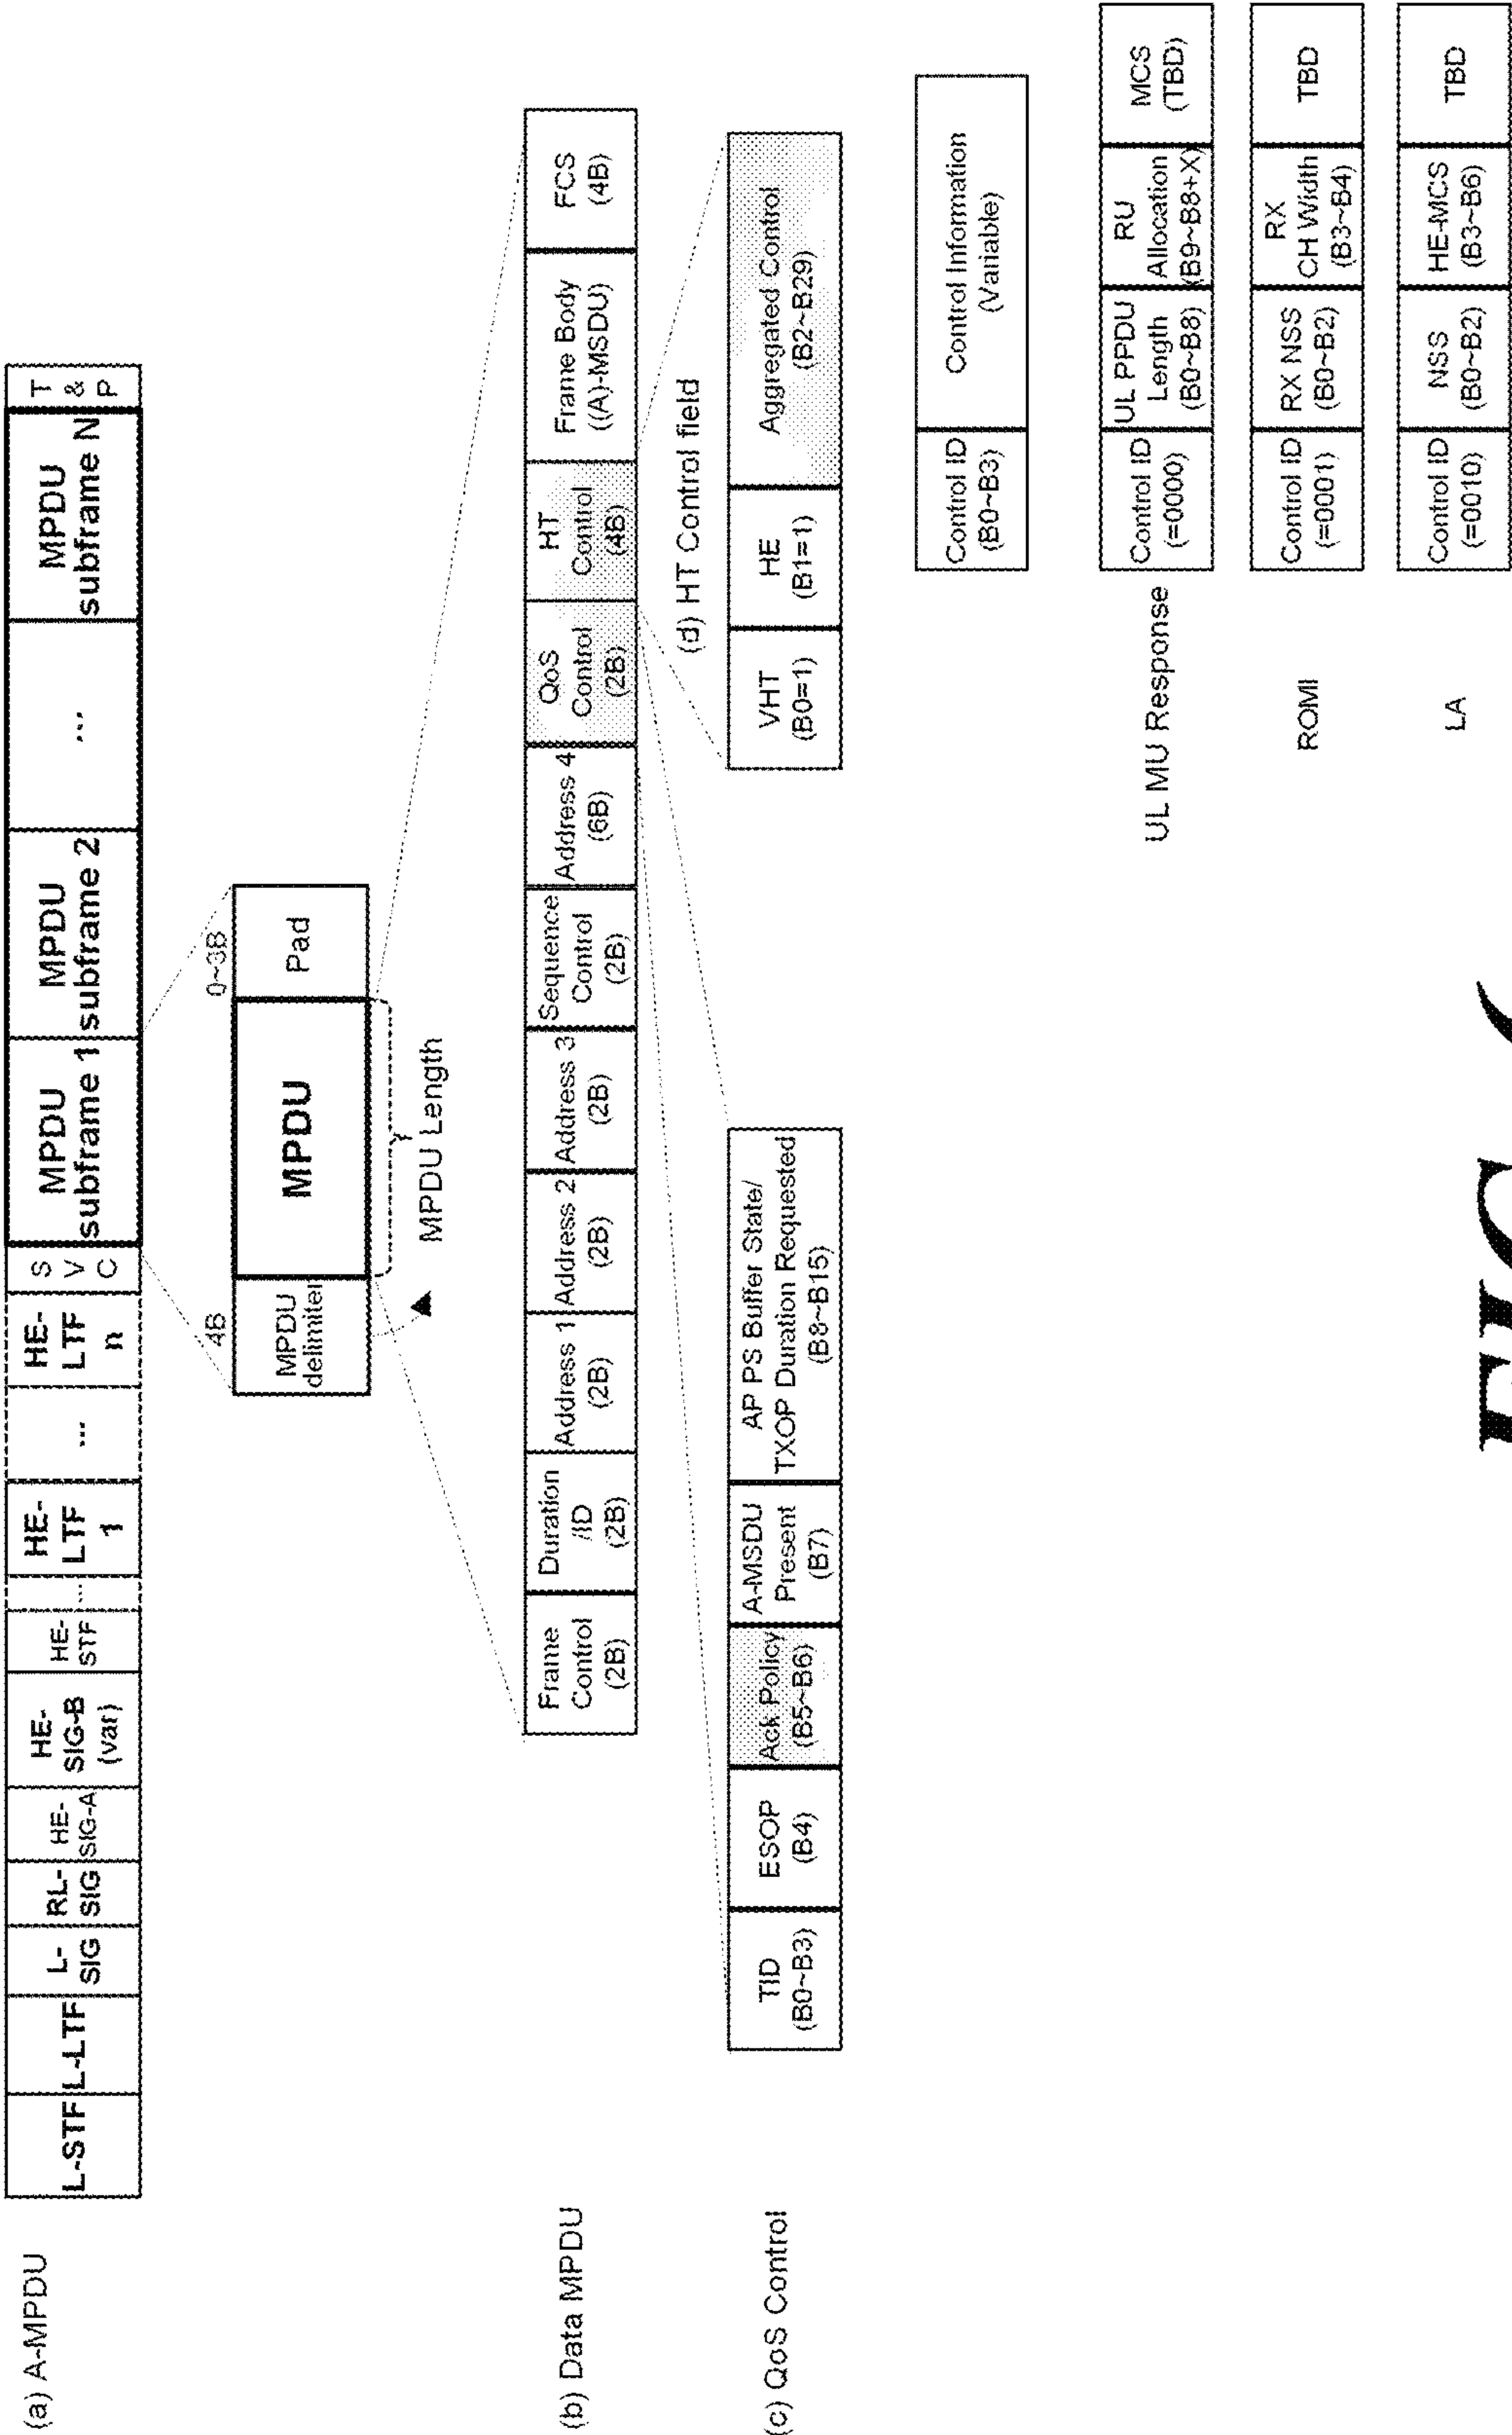 (a) A-MPDU
L-STF
L-LTF
L-
SIG
RL-
SIG
HE-
SIG-A
HE-
SIG-B
(var)
HE-
STF
...
HE-
LTF
1
...
HE-
LTF
n
S
V
C
MPDU
subframe 1
MPDU
subframe 2
...
MPDU
subframe N
T
&
P
4B
0~3B
MPDU
delimiter
MPDU
Pad
MPDU Length
(b) Data MPDU
Frame
Control
(2B)
Duration
/ID
(2B)
Address 1
(2B)
Address 2
(2B)
Address 3
(2B)
Sequence
Control
(2B)
Address 4
(6B)
QoS
Control
(2B)
HT
Control
(4B)
Frame Body
((A)-MSDU)
FCS
(4B)
(c) QoS Control
TID
(B0~B3)
ESOP
(B4)
Ack Policy
(B5~B6)
A-MSDU
Present
(B7)
AP PS Buffer State/
TXOP Duration Requested
(B8~B15)
(d) HT Control field
VHT
(B0=1)
HE
(B1=1)
Aggregated Control
(B2~B29)
Control ID
(B0~B3)
Control Information
(Variable)
UL MU Response
Control ID
(=0000)
UL PPDU
Length
(B0~B8)
RU
Allocation
(B9~B8+X)
MCS
(TBD)
ROMI
Control ID
(=0001)
RX NSS
(B0~B2)
RX
CH Width
(B3~B4)
TBD
LA
Control ID
(=0010)
NSS
(B0~B2)
HE-MCS
(B3~B6)
TBD